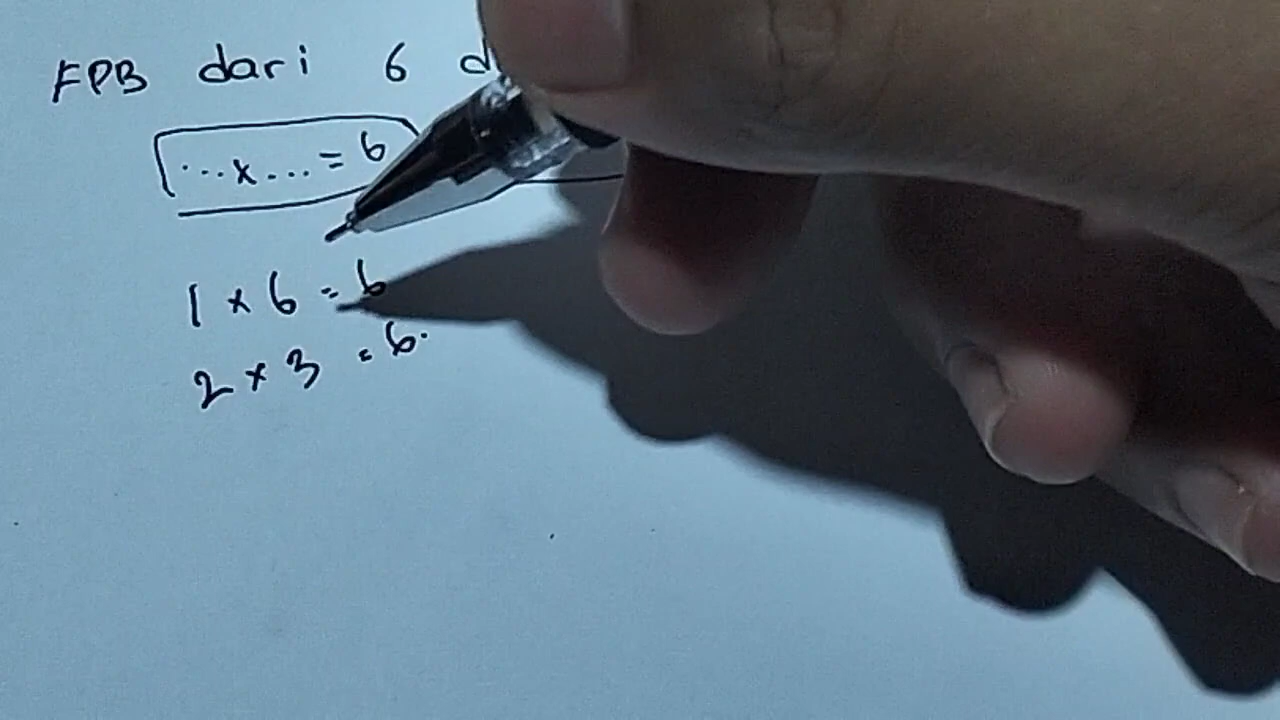 FPB dari 6
...x...=6
1 x 6 = 6
2 x 3 = 6.